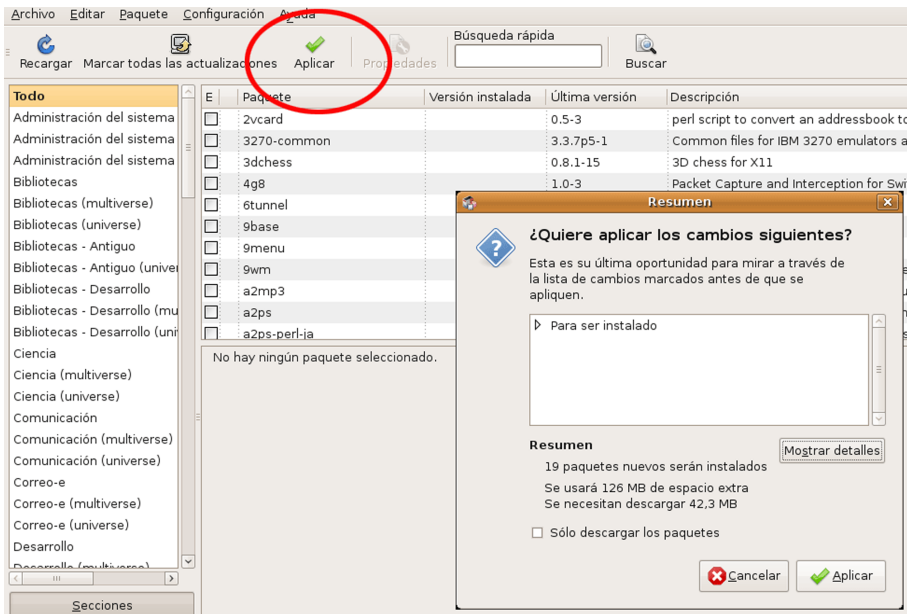 Archivo Editar Paquete Configuración Ayuda
Recargar Marcar todas las actualizaciones Aplicar Propiedades Búsqueda rápida Buscar
Todo
Administración del sistema
Administración del sistema
Administración del sistema
Bibliotecas
Bibliotecas (multiverse)
Bibliotecas (universe)
Bibliotecas - Antiguo
Bibliotecas - Antiguo (univer
Bibliotecas - Desarrollo
Bibliotecas - Desarrollo (mu
Bibliotecas - Desarrollo (uni
Ciencia
Ciencia (multiverse)
Ciencia (universe)
Comunicación
Comunicación (multiverse)
Comunicación (universe)
Correo-e
Correo-e (multiverse)
Correo-e (universe)
Desarrollo
Desarrollo (multiverse)
Secciones
E Paquete Versión instalada Última versión Descripción
2vcard 0.5-3 perl script to convert an addressbook to
3270-common 3.3.7p5-1 Common files for IBM 3270 emulators a
3dchess 0.8.1-15 3D chess for X11
4g8 1.0-3 Packet Capture and Interception for Swi
6tunnel
9base
9menu
9wm
a2mp3
a2ps
a2ps-perl-ja
No hay ningún paquete seleccionado.
Resumen
¿Quiere aplicar los cambios siguientes?
Esta es su última oportunidad para mirar a través de
la lista de cambios marcados antes de que se
apliquen.
Para ser instalado
Resumen
Mostrar detalles
19 paquetes nuevos serán instalados
Se usará 126 MB de espacio extra
Se necesitan descargar 42,3 MB
Sólo descargar los paquetes
Cancelar Aplicar